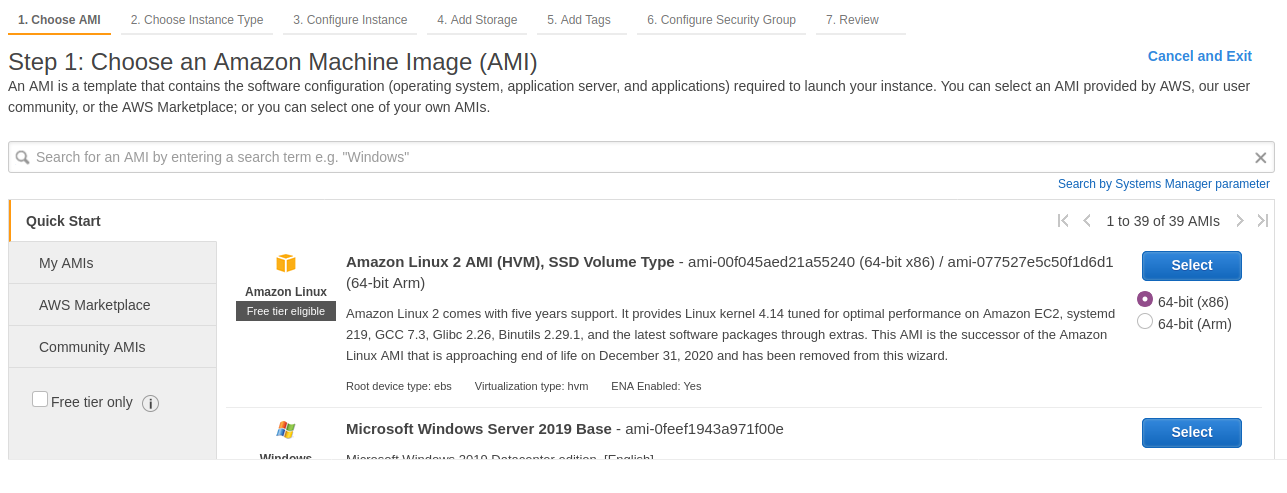 1. Choose AMI 2. Choose Instance Type 3. Configure Instance 4. Add Storage 5. Add Tags 6. Configure Security Group 7. Review
Step 1: Choose an Amazon Machine Image (AMI)
Cancel and Exit
An AMI is a template that contains the software configuration (operating system, application server, and applications) required to launch your instance. You can select an AMI provided by AWS, our user
community, or the AWS Marketplace; or you can select one of your own AMIs.
Search for an AMI by entering a search term e.g. "Windows"
Search by Systems Manager parameter
Quick Start
1 to 39 of 39 AMIs
My AMIs
AWS Marketplace
Community AMIs
Free tier only
Amazon Linux
Free tier eligible
Amazon Linux 2 AMI (HVM), SSD Volume Type - ami-00f045aed21a55240 (64-bit x86) / ami-077527e5c50f1d6d1
(64-bit Arm)
Amazon Linux 2 comes with five years support. It provides Linux kernel 4.14 tuned for optimal performance on Amazon EC2, systemd
219, GCC 7.3, Glibc 2.26, Binutils 2.29.1, and the latest software packages through extras. This AMI is the successor of the Amazon
Linux AMI that is approaching end of life on December 31, 2020 and has been removed from this wizard.
Root device type: ebs Virtualization type: hvm ENA Enabled: Yes
Select
64-bit (x86)
64-bit (Arm)
Windows
Microsoft Windows Server 2019 Base - ami-0feef1943a971f00e
Microsoft Windows 2019 Datacenter edition. [English]
Select